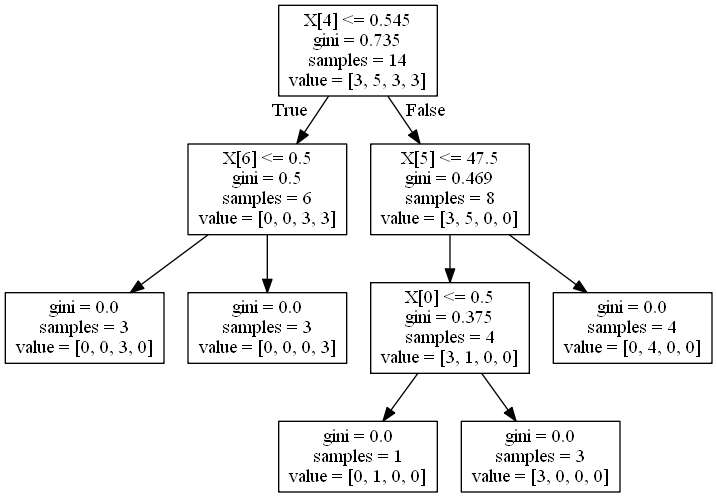 X[4] <= 0.545
gini = 0.735
samples = 14
value = [3, 5, 3, 3]
True
False
X[6] <= 0.5
gini = 0.5
samples = 6
value = [0, 0, 3, 3]
X[5] <= 47.5
gini = 0.469
samples = 8
value = [3, 5, 0, 0]
gini = 0.0
samples = 3
value = [0, 0, 3, 0]
gini = 0.0
samples = 3
value = [0, 0, 0, 3]
X[0] <= 0.5
gini = 0.375
samples = 4
value = [3, 1, 0, 0]
gini = 0.0
samples = 4
value = [0, 4, 0, 0]
gini = 0.0
samples = 1
value = [0, 1, 0, 0]
gini = 0.0
samples = 3
value = [3, 0, 0, 0]